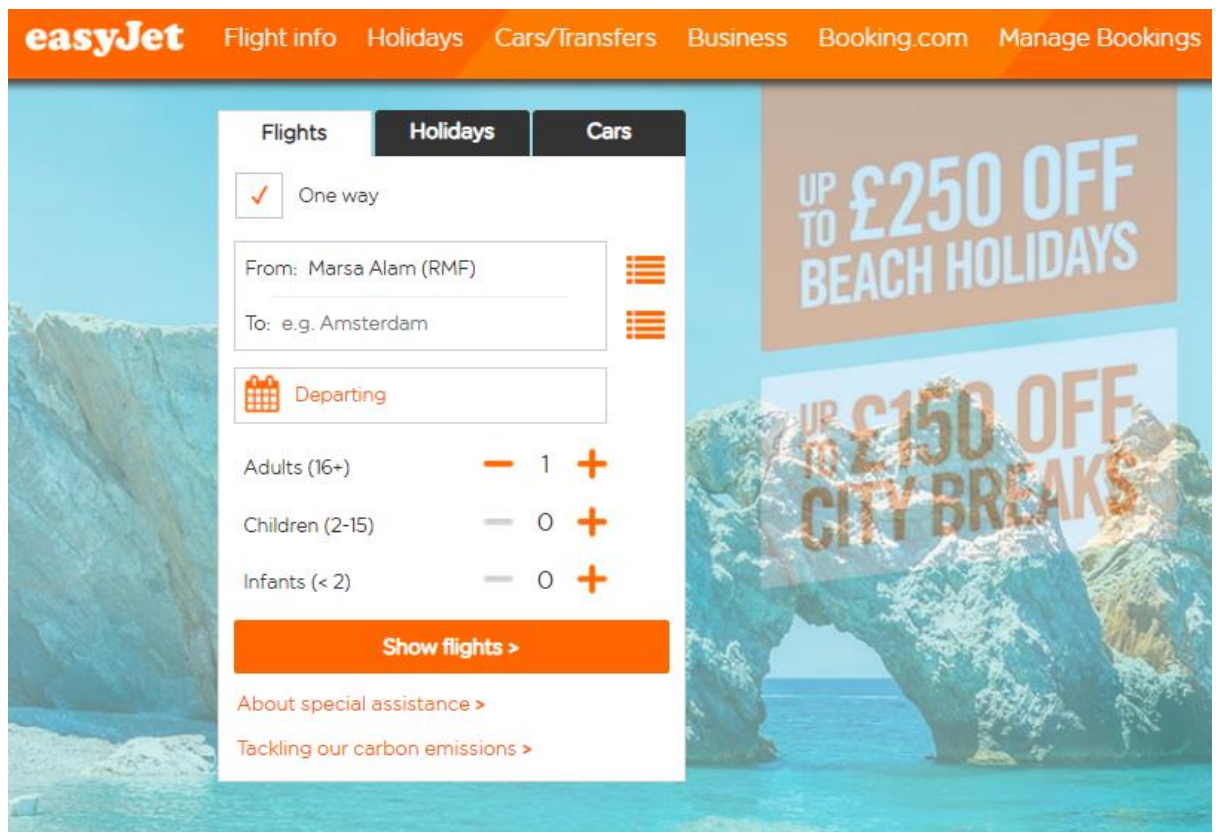 easyJet Flight info Holidays Cars/Transfers Business Booking.com Manage Bookings
Flights Holidays Cars
One way
From: Marsa Alam (RMF)
To: e.g. Amsterdam
Departing
Adults (16+) 1
Children (2-15) 0
Infants (< 2) 0
Show flights >
About special assistance >
Tackling our carbon emissions >
UP TO £250 OFF
BEACH HOLIDAYS
UP TO £150 OFF
CITY BREAKS